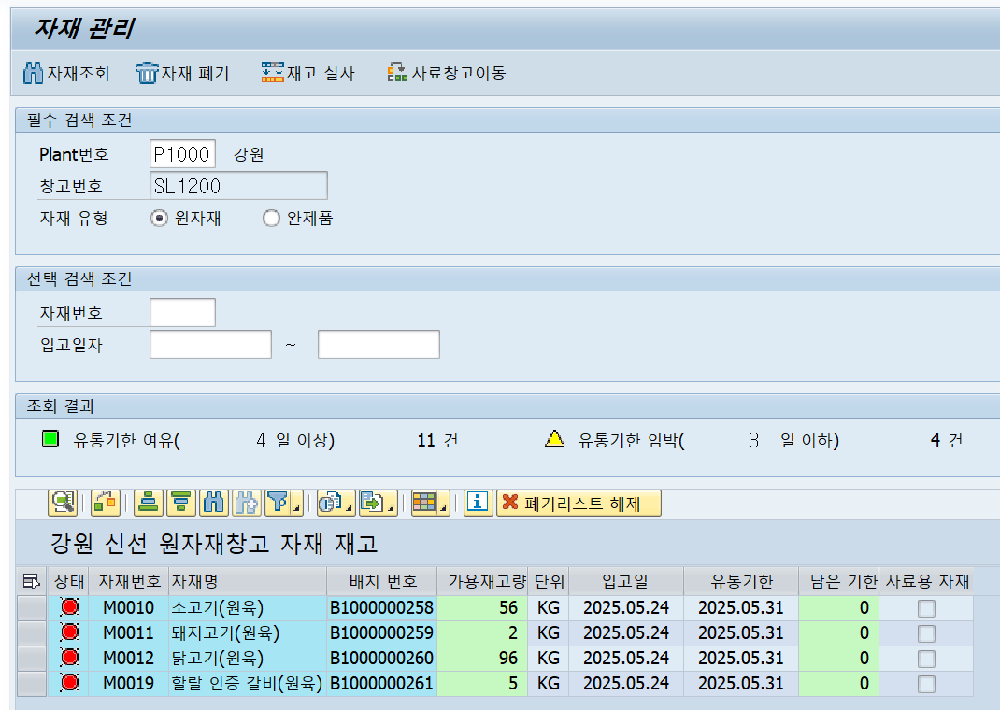 자재 관리
자재조회 자재 폐기 재고 실사 사료창고이동
필수 검색 조건
Plant번호 P1000 강원
창고번호 SL1200
자재 유형 원자재 완제품
선택 검색 조건
자재번호
입고일자 ~
조회 결과
유통기한 여유( 4 일 이상) 11 건 유통기한 임박( 3 일 이하) 4 건
폐기리스트 해제
강원 신선 원자재창고 자재 재고
상태 자재번호 자재명 배치 번호 가용재고량 단위 입고일 유통기한 남은 기한 사료용 자재
M0010 소고기(원육) B1000000258 56 KG 2025.05.24 2025.05.31 0
M0011 돼지고기(원육) B1000000259 2 KG 2025.05.24 2025.05.31 0
M0012 닭고기(원육) B1000000260 96 KG 2025.05.24 2025.05.31 0
M0019 할랄 인증 갈비(원육) B1000000261 5 KG 2025.05.24 2025.05.31 0